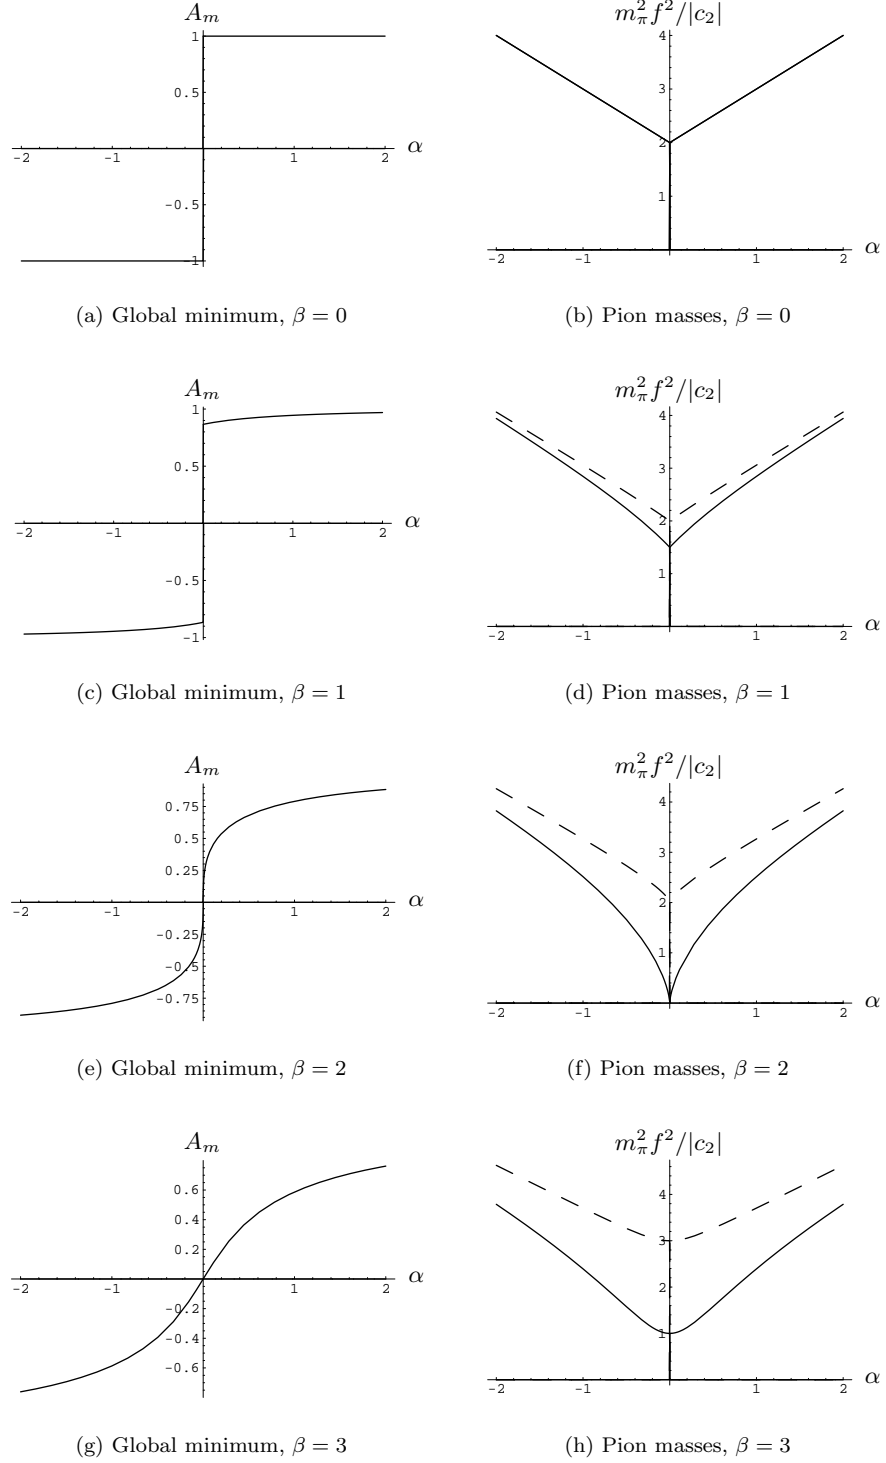 A_m
m_π^2 f^2/|c_2|
1
0.5
-0.5
-1
-2
-1
1
2
α
4
3
2
1
-2
-1
1
2
α
(a) Global minimum, β = 0
(b) Pion masses, β = 0
A_m
m_π^2 f^2/|c_2|
1
0.5
-0.5
-1
-2
-1
1
2
α
4
3
2
1
-2
-1
1
2
α
(c) Global minimum, β = 1
(d) Pion masses, β = 1
A_m
m_π^2 f^2/|c_2|
0.75
0.5
0.25
-0.25
-0.5
-0.75
-2
-1
1
2
α
4
3
2
1
-2
-1
1
2
α
(e) Global minimum, β = 2
(f) Pion masses, β = 2
A_m
m_π^2 f^2/|c_2|
0.6
0.4
0.2
-0.2
-0.4
-0.6
-2
-1
1
2
α
4
3
2
1
-2
-1
1
2
α
(g) Global minimum, β = 3
(h) Pion masses, β = 3